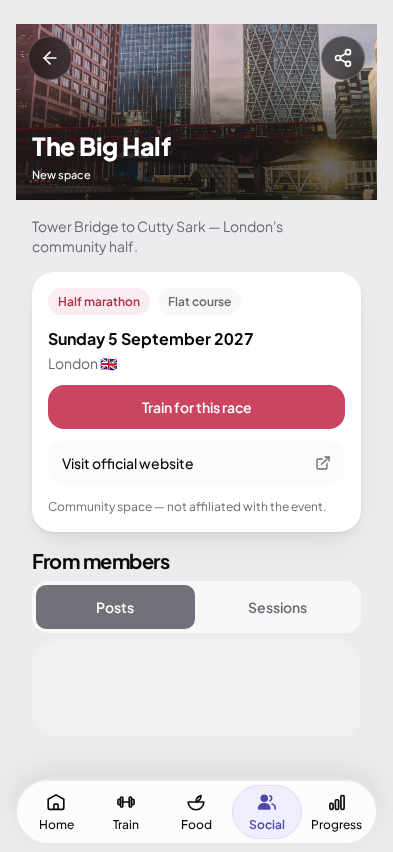 The Big Half
New space
Tower Bridge to Cutty Sark — London's
community half.
Half marathon
Flat course
Sunday 5 September 2027
London 🇬🇧
Train for this race
Visit official website
Community space — not affiliated with the event.
From members
Posts
Sessions
Home
Train
Food
Social
Progress